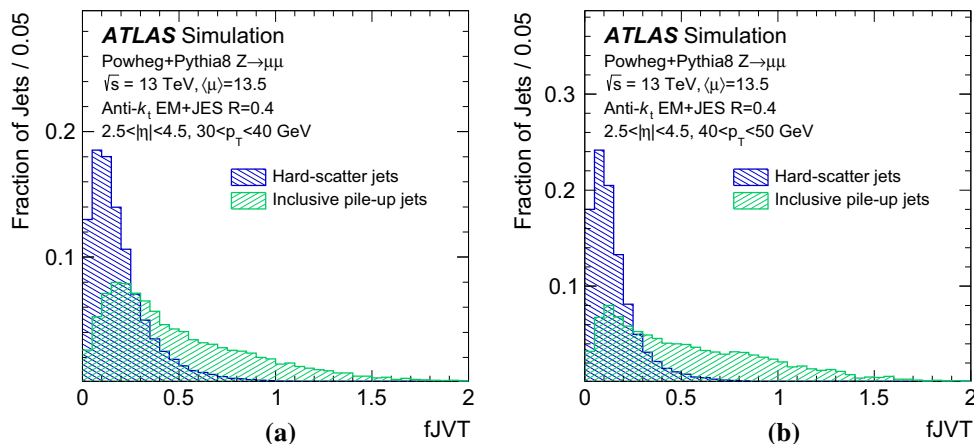 Fraction of Jets / 0.05
ATLAS Simulation
Powheg+Pythia8 Z→μμ
√s = 13 TeV,⟨μ⟩=13.5
Anti-kt EM+JES R=0.4
2.5<|η|<4.5, 30<pT<40 GeV
Hard-scatter jets
Inclusive pile-up jets
0.2
0.1
0 0.5 1 1.5 2
fJVT
(a)
Fraction of Jets / 0.05
ATLAS Simulation
Powheg+Pythia8 Z→μμ
√s = 13 TeV,⟨μ⟩=13.5
Anti-kt EM+JES R=0.4
2.5<|η|<4.5, 40<pT<50 GeV
Hard-scatter jets
Inclusive pile-up jets
0.3
0.2
0.1
0 0.5 1 1.5 2
fJVT
(b)